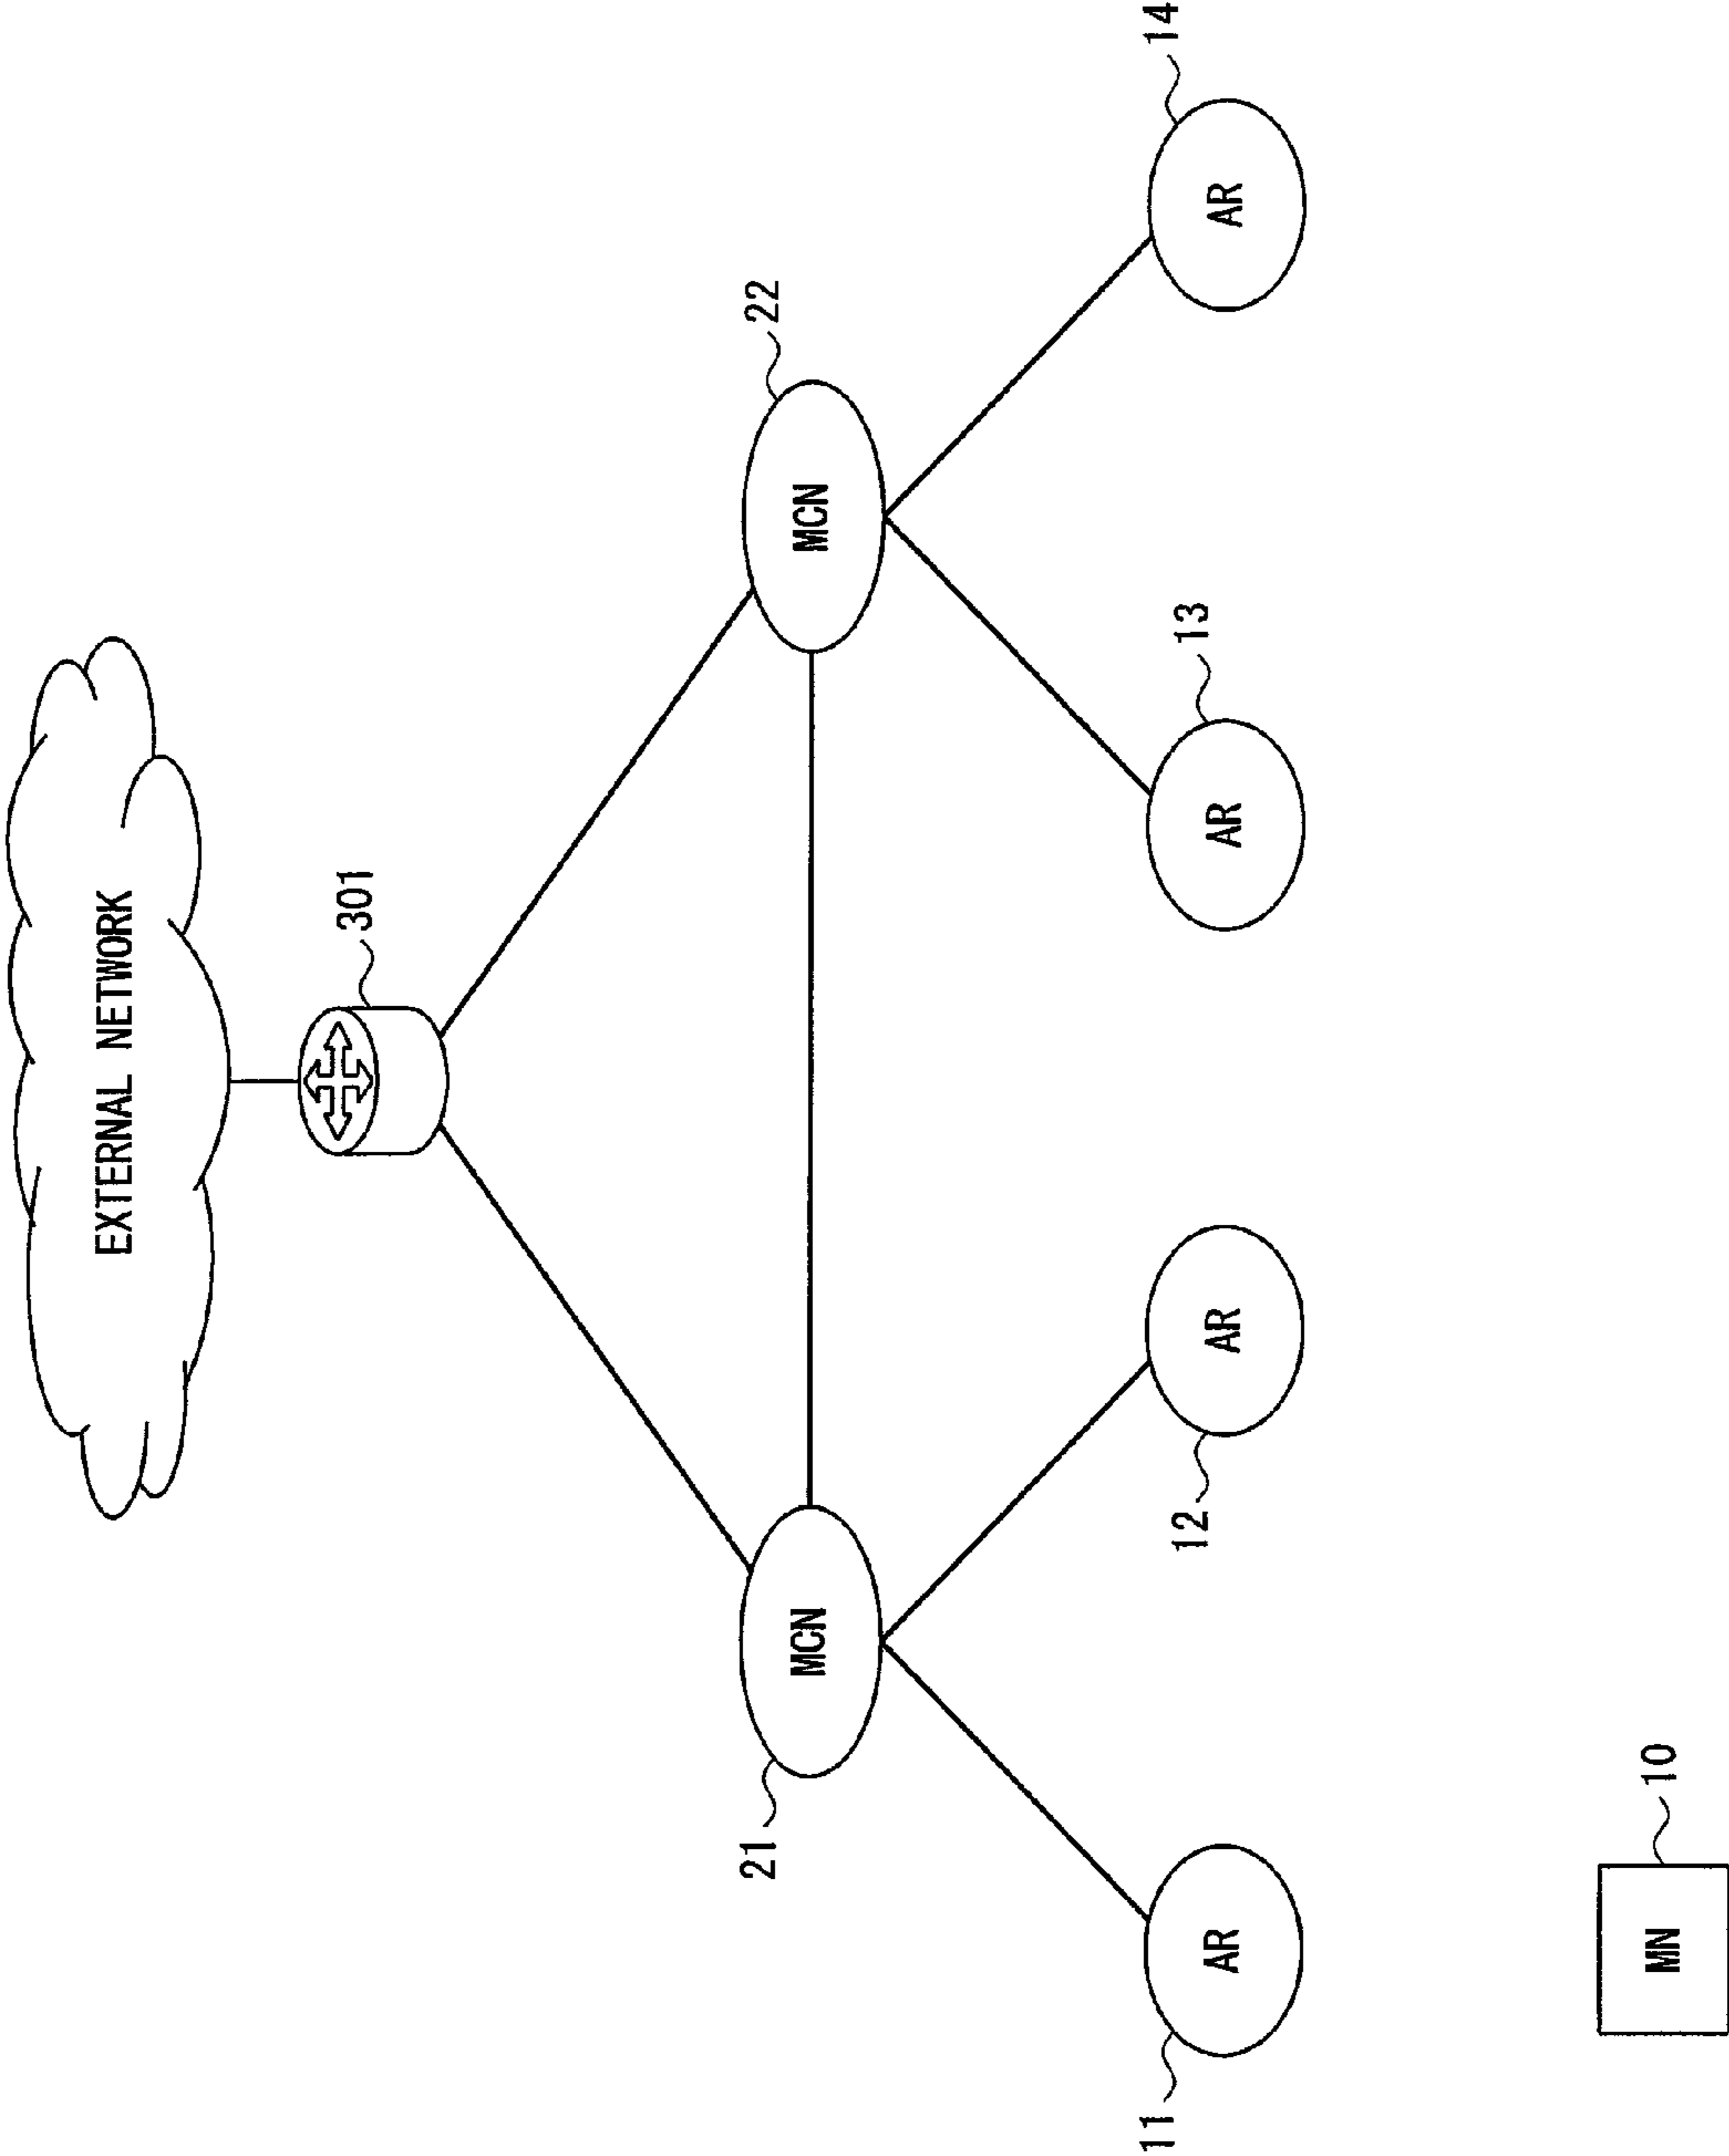 EXTERNAL NETWORK
301
21
MCN
MCN
22
11
AR
12
AR
AR
13
AR
14
MN
10